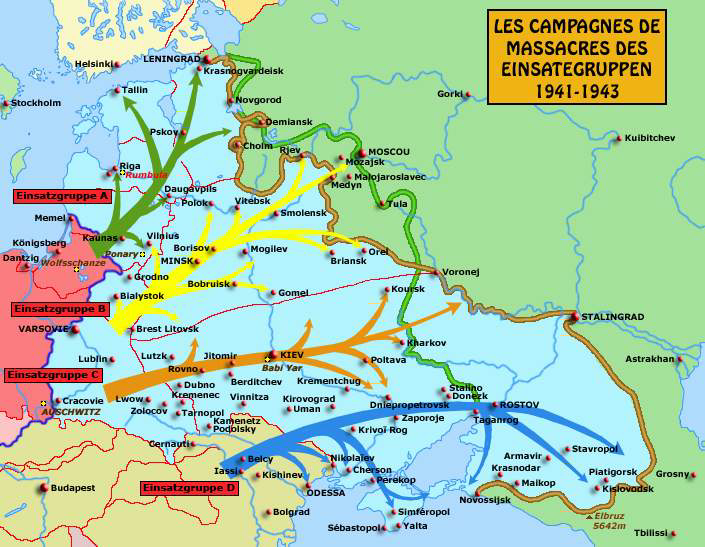 LES CAMPAGNES DE
MASSACRES DES
EINSATEGRUPPEN
1941-1943
Helsinki
LENINGRAD
Krasnogvardeisk
Tallin
Stockholm
Novgorod
Gorki
Demiansk
Pskov
Kuibitchev
Cholm
Rjev
MOSCOU
Mozajsk
Riga
Rumbula
Malojaroslavec
Medyn
Einsatzgruppe A
Daugavpils
Polotsk
Vitebsk
Tula
Memel
Smolensk
Kaunas
Vilnius
Königsberg
Ponary
Borisov
Mogilev
Orel
Dantzig
Wolfsschanze
MINSK
Briansk
Grodno
Voronej
Bobruisk
Bialystok
Gomel
Koursk
Einsatzgruppe B
STALINGRAD
VARSOVIE
Brest Litovsk
Kharkov
Lublin
Lutzk
Jitomir
KIEV
Poltava
Astrakhan
Einsatzgruppe C
Rovno
Babi Yar
Berditchev
Dubno
Krementchug
Stalino
Donezk
Cracovie
Kremenec
Lwow
Vinnitza
Kirovograd
Dniepropetrovsk
ROSTOV
AUSCHWITZ
Zolocov
Tarnopol
Uman
Zaporoje
Taganrog
Kamenetz
Podolsky
Krivoï Rog
Cernauti
Stavropol
Belcy
Nikolaïev
Armavir
Iassi
Kishinev
Cherson
Krasnodar
Piatigorsk
Grosny
Perekop
Maikop
Kislovodsk
Budapest
Einsatzgruppe D
ODESSA
Novossijsk
Bolgrad
Simféropol
Elbruz
5642m
Sébastopol
Yalta
Tbilissi